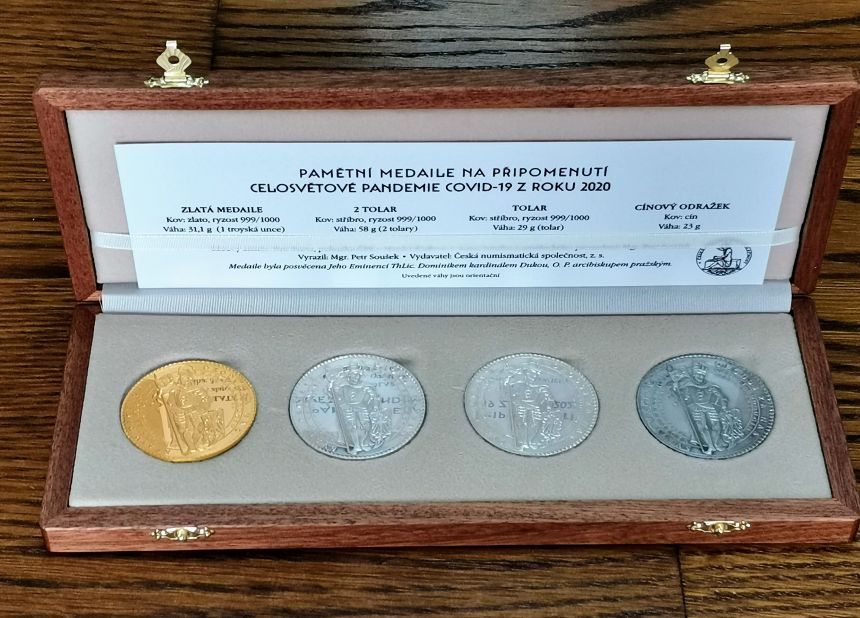 PAMĚTNÍ MEDAILE NA PŘIPOMENUTÍ
CELOSVĚTOVÉ PANDEMIE COVID-19 Z ROKU 2020
ZLATÁ MEDAILE
Kov: zlato, ryzost 999/1000
Váha: 31,1 g (1 troyská unce)
2 TOLAR
Kov: stříbro, ryzost 999/1000
Váha: 58 g (2 tolary)
TOLAR
Kov: stříbro, ryzost 999/1000
Váha: 29 g (tolar)
CÍNOVÝ ODRAŽEK
Kov: cín
Váha: 23 g
Vyrazil: Mgr. Petr Soušek • Vydavatel: Česká numismatická společnost, z. s.
Medaile byla posvěcena Jeho Eminencí ThLic. Dominikem kardinálem Dukou, O. P. arcibiskupem pražským.
Uvedené váhy jsou orientační